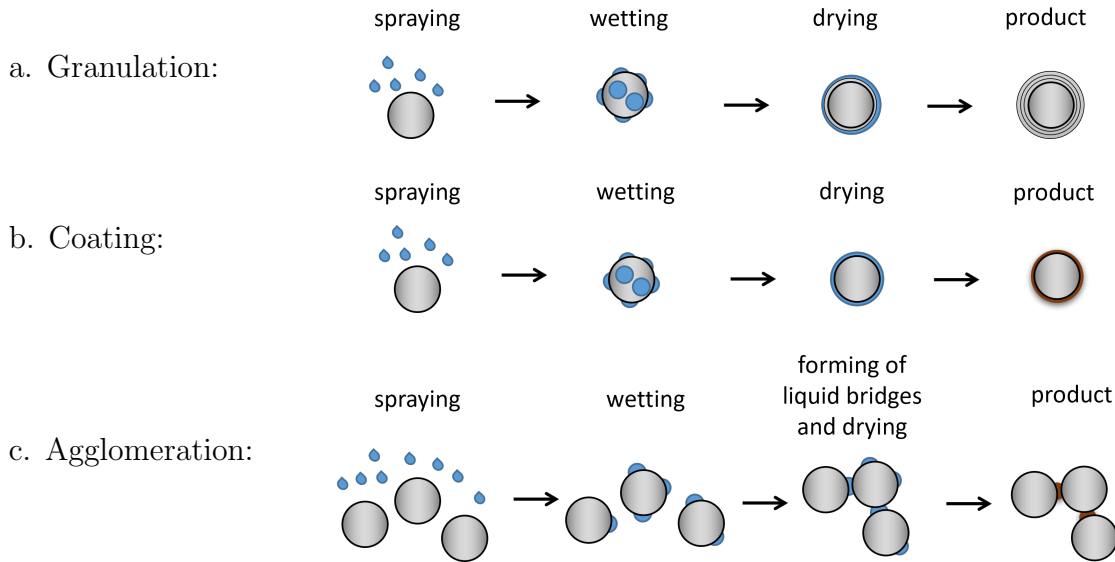 spraying wetting drying product
a. Granulation:
spraying wetting drying product
b. Coating:
forming of
liquid bridges
and drying
spraying wetting product
c. Agglomeration: